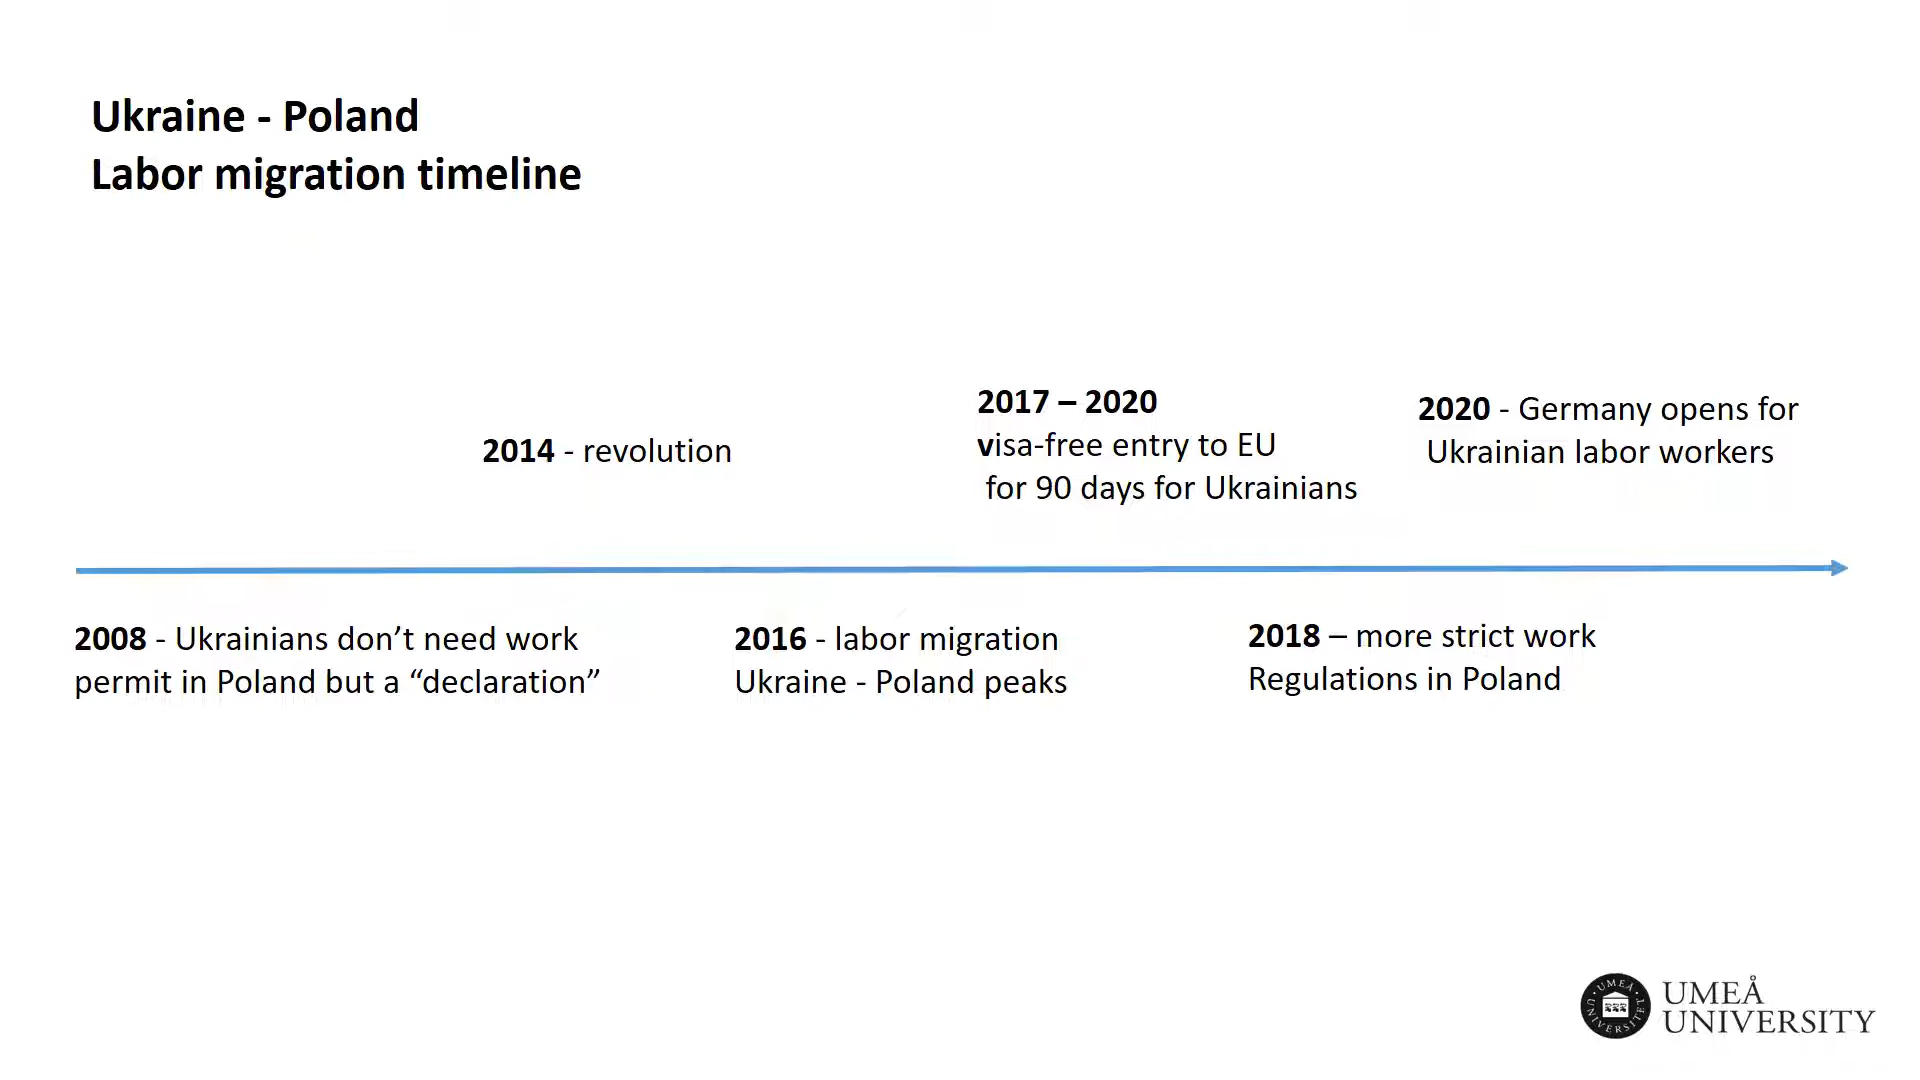 Ukraine - Poland
Labor migration timeline
2014 - revolution
2017 – 2020
visa-free entry to EU
for 90 days for Ukrainians
2020 - Germany opens for
Ukrainian labor workers
2008 - Ukrainians don’t need work
permit in Poland but a “declaration”
2016 - labor migration
Ukraine - Poland peaks
2018 – more strict work
Regulations in Poland
UMEÅ UNIVERSITET
UMEÅ
UNIVERSITY